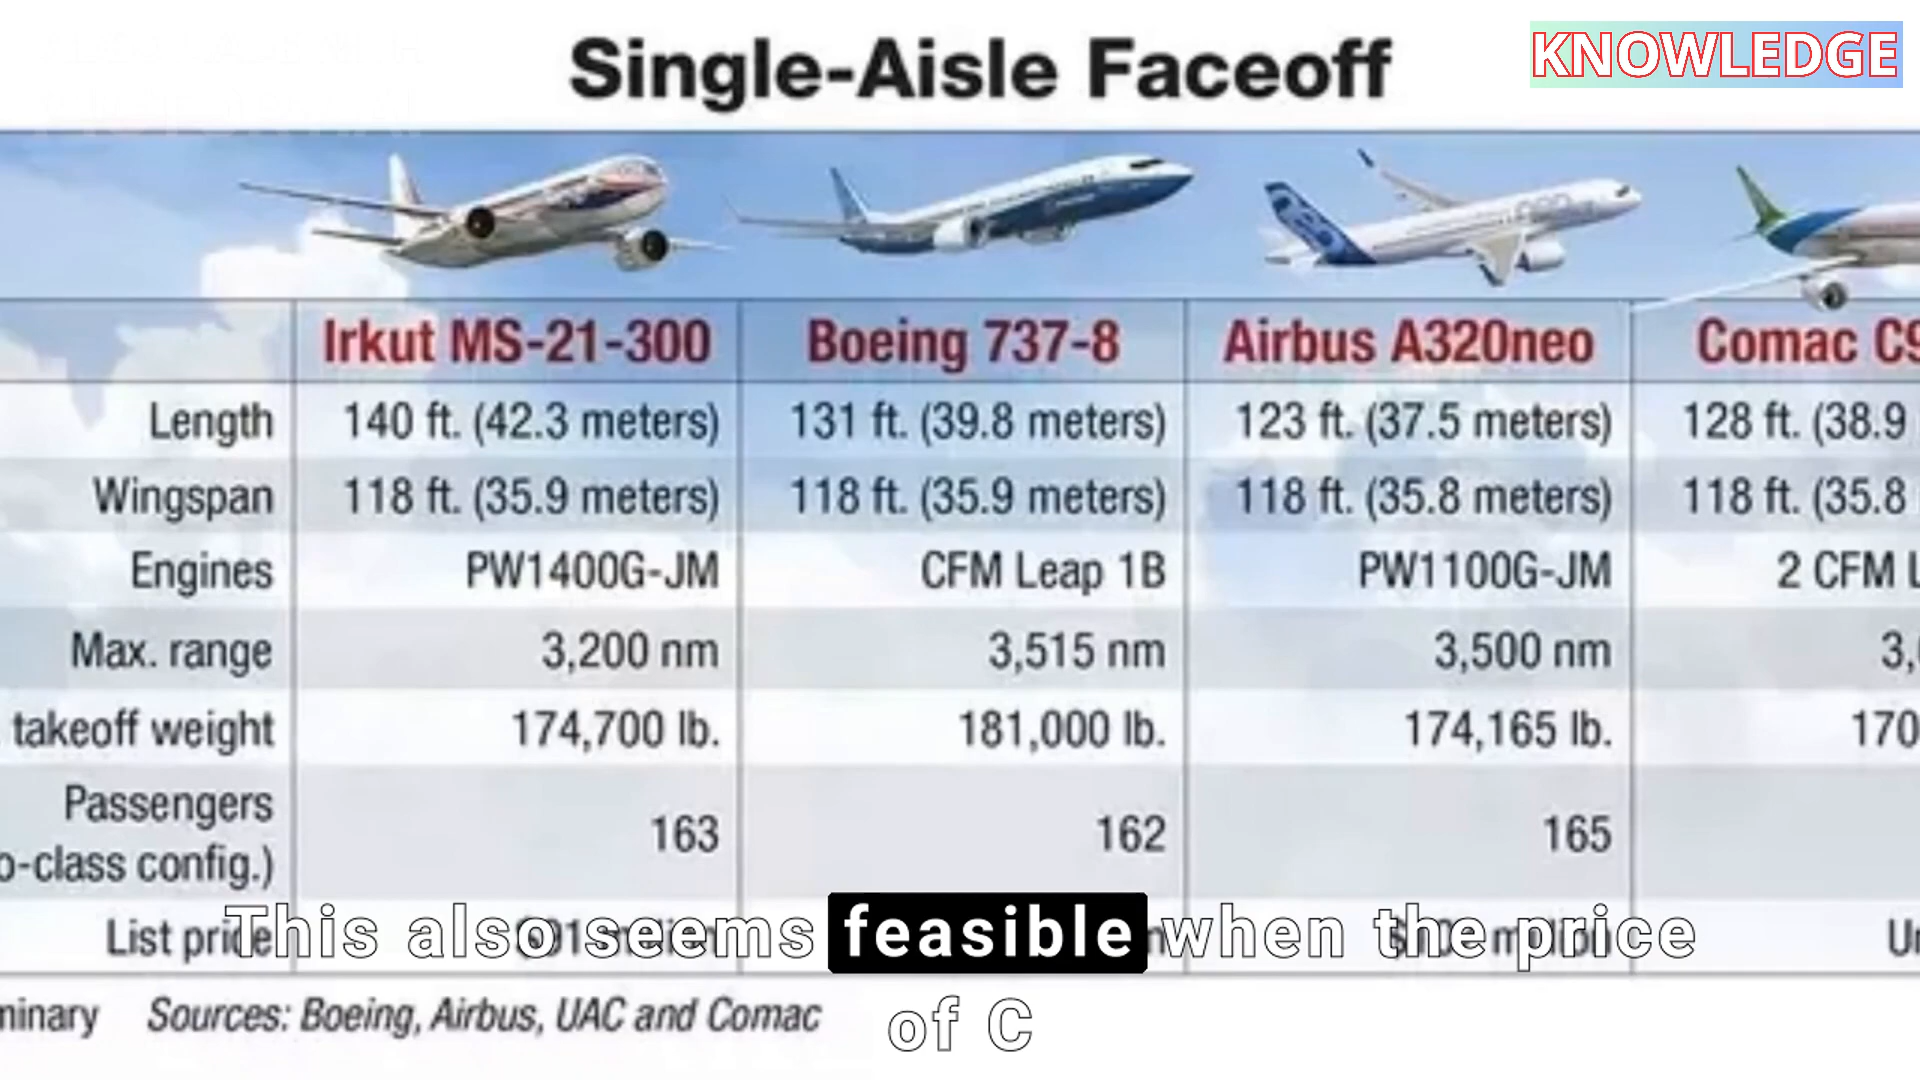 Single-Aisle Faceoff
KNOWLEDGE
Irkut MS-21-300 Boeing 737-8 Airbus A320neo Comac C9
Length 140 ft. (42.3 meters) 131 ft. (39.8 meters) 123 ft. (37.5 meters) 128 ft. (38.9
Wingspan 118 ft. (35.9 meters) 118 ft. (35.9 meters) 118 ft. (35.8 meters) 118 ft. (35.8
Engines PW1400G-JM CFM Leap 1B PW1100G-JM 2 CFM L
Max. range 3,200 nm 3,515 nm 3,500 nm 3,
takeoff weight 174,700 lb. 181,000 lb. 174,165 lb. 170
Passengers
o-class config.) 163 162 165
List price
This also seems feasible when the price
of C
minary Sources: Boeing, Airbus, UAC and Comac